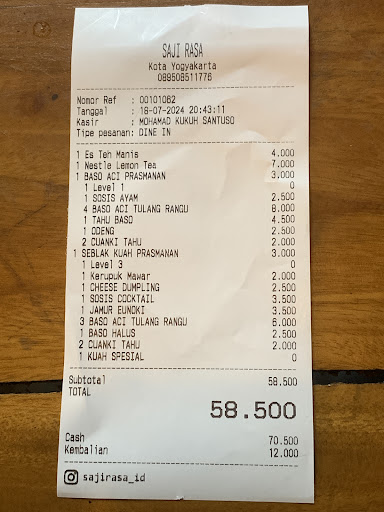 SAJI RASA
Kota Yogyakarta
089508511776
Nomor Ref : 00101082
Tanggal : 18-07-2024 20:43:11
Kasir : MOHAMAD KUKUH SANTUSO
Tipe pesanan: DINE IN
1 Es Teh Manis 4.000
1 Nestle Lemon Tea 7.000
1 BASO ACI PRASMANAN 3.000
1 Level 1 0
1 SOSIS AYAM 2.500
4 BASO ACI TULANG RANGU 8.000
1 TAHU BASO 4.500
1 ODENG 2.500
2 CUANKI TAHU 2.000
1 SEBLAK KUAH PRASMANAN 3.000
1 Level 3 0
1 Kerupuk Mawar 2.000
1 CHEESE DUMPLING 2.500
1 SOSIS COCKTAIL 3.500
1 JAMUR EUNOKI 3.500
3 BASO ACI TULANG RANGU 6.000
1 BASO HALUS 2.500
2 CUANKI TAHU 2.000
1 KUAH SPESIAL 0
Subtotal 58.500
TOTAL
58.500
Cash 70.500
Kembalian 12.000
sajirasa_id